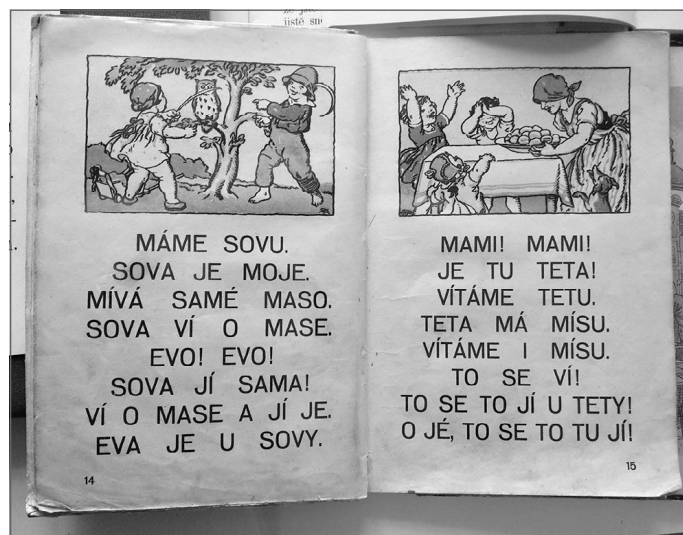 jisté
MÁME SOVU.
SOVA JE MOJE.
MÍVÁ SAMÉ MASO.
SOVA VÍ O MASE.
EVO! EVO!
SOVA JÍ SAMA!
VÍ O MASE A JÍ JE.
EVA JE U SOVY.
14
MAMI! MAMI!
JE TU TETA!
VÍTÁME TETU.
TETA MÁ MÍSU.
VÍTÁME I MÍSU.
TO SE VÍ!
TO SE TO JÍ U TETY!
O JÉ, TO SE TO TU JÍ!
15